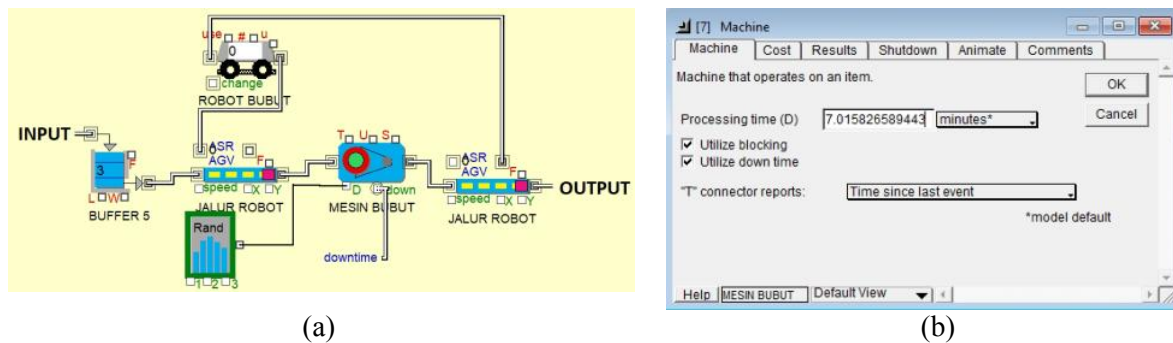 use # u
0
change
ROBOT BUBUT
INPUT
3
F
L W
BUFFER 5
ASR
AGV
F
speed X Y
JALUR ROBOT
T U S
D down
MESIN BUBUT
ASR
AGV
F
speed X Y
JALUR ROBOT
OUTPUT
Rand
1 2 3
downtime
(a)
[7] Machine
Machine Cost Results Shutdown Animate Comments
Machine that operates on an item.
OK
Cancel
Processing time (D) 7.015826589443 minutes*
Utilize blocking
Utilize down time
"T" connector reports: Time since last event
*model default
Help MESIN BUBUT Default View
(b)